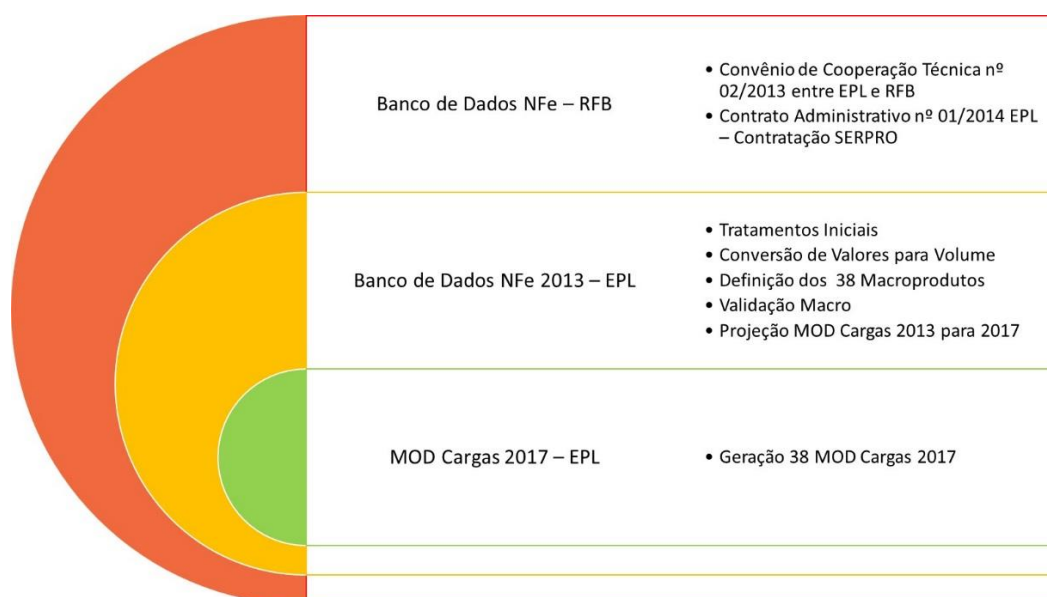 Banco de Dados NFe – RFB
• Convênio de Cooperação Técnica nº
02/2013 entre EPL e RFB
• Contrato Administrativo nº 01/2014 EPL
– Contratação SERPRO
Banco de Dados NFe 2013 – EPL
• Tratamentos Iniciais
• Conversão de Valores para Volume
• Definição dos 38 Macroprodutos
• Validação Macro
• Projeção MOD Cargas 2013 para 2017
MOD Cargas 2017 – EPL
• Geração 38 MOD Cargas 2017